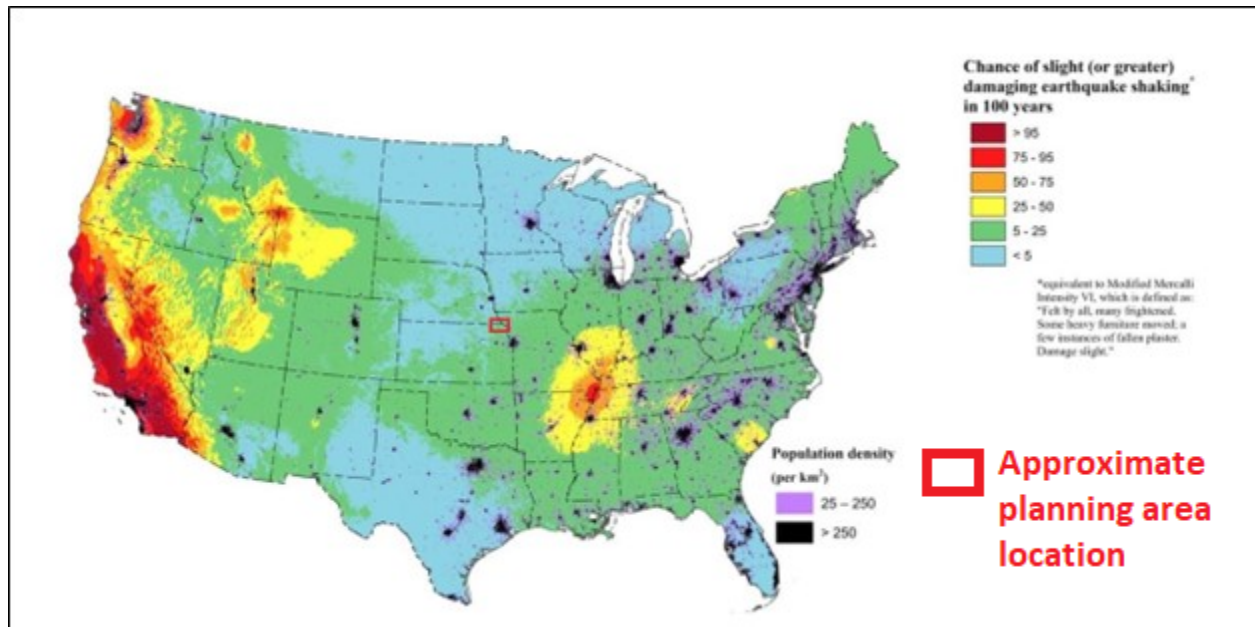 Chance of slight (or greater)
damaging earthquake shaking*
in 100 years
> 95
75 - 95
50 - 75
25 - 50
5 - 25
< 5
*equivalent to Modified Mercalli
Intensity VI, which is defined as:
"Felt by all, many frightened.
Some heavy furniture moved; a
few instances of fallen plaster.
Damage slight."
Population density
(per km²)
25 – 250
> 250
Approximate
planning area
location